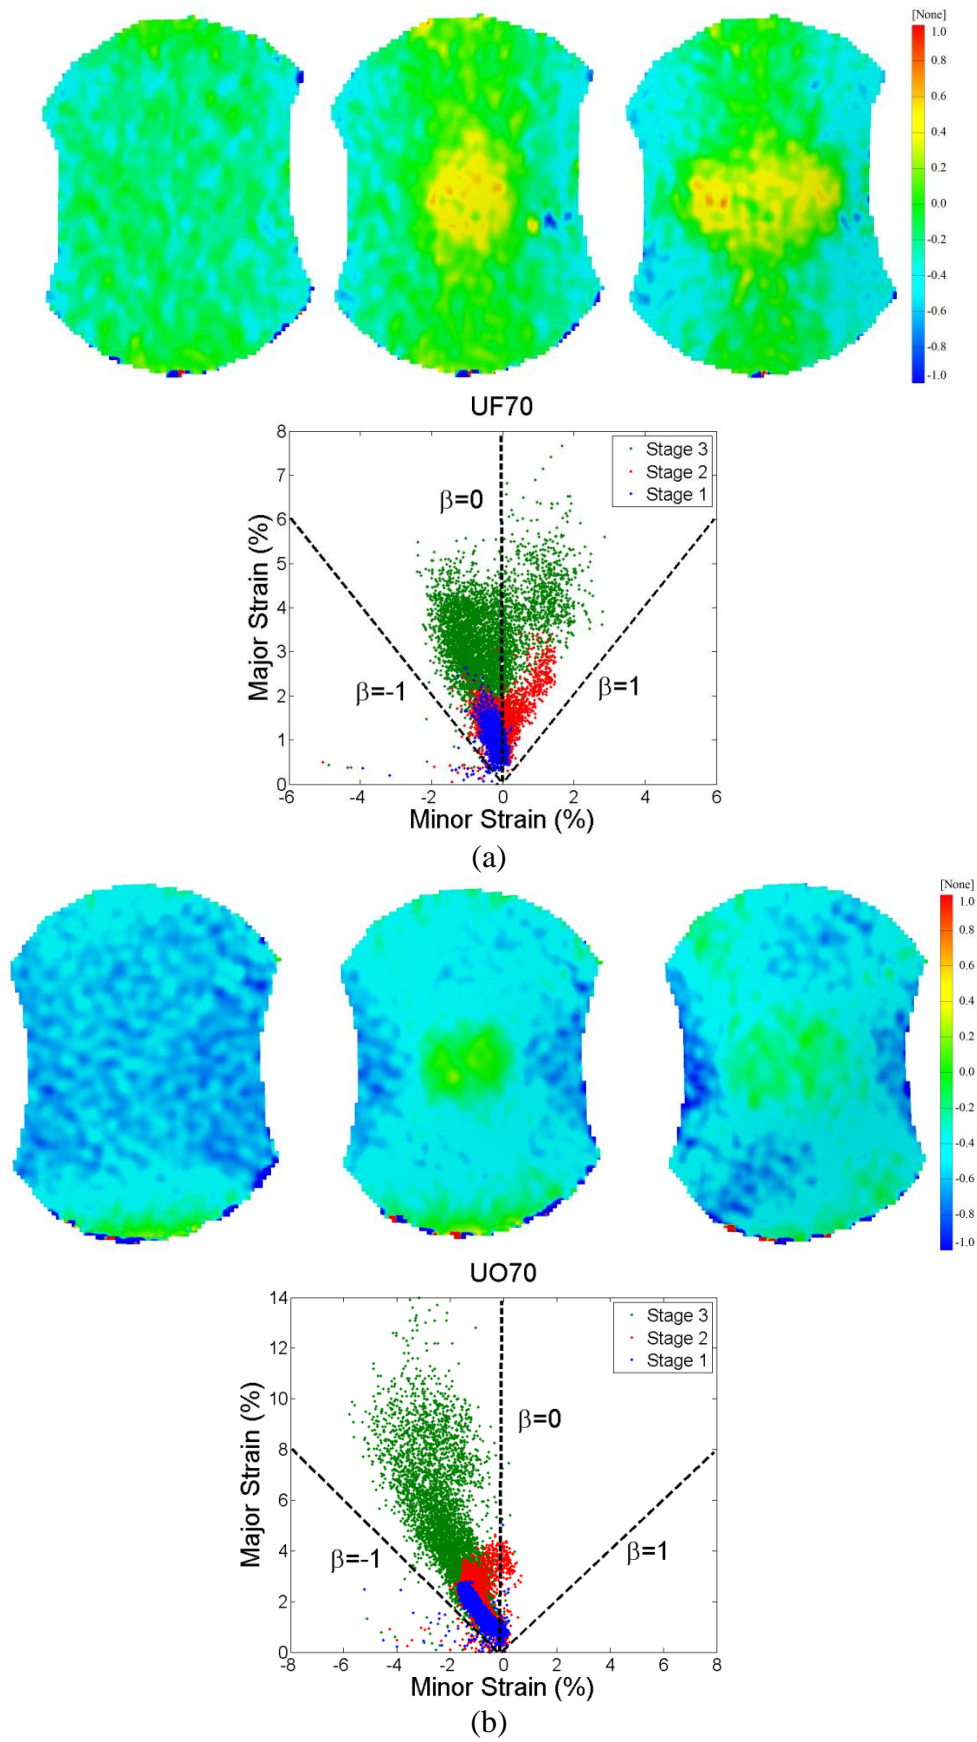 [None]
1.0
0.8
0.6
0.4
0.2
0.0
-0.2
-0.4
-0.6
-0.8
-1.0
UF70
8
7
6
5
4
3
2
1
0
Major Strain (%)
Stage 3
Stage 2
Stage 1
β=0
β=-1
β=1
-6 -4 -2 0 2 4 6
Minor Strain (%)
(a)
[None]
1.0
0.8
0.6
0.4
0.2
0.0
-0.2
-0.4
-0.6
-0.8
-1.0
UO70
14
12
10
8
6
4
2
0
Major Strain (%)
Stage 3
Stage 2
Stage 1
β=0
β=-1
β=1
-8 -6 -4 -2 0 2 4 6 8
Minor Strain (%)
(b)